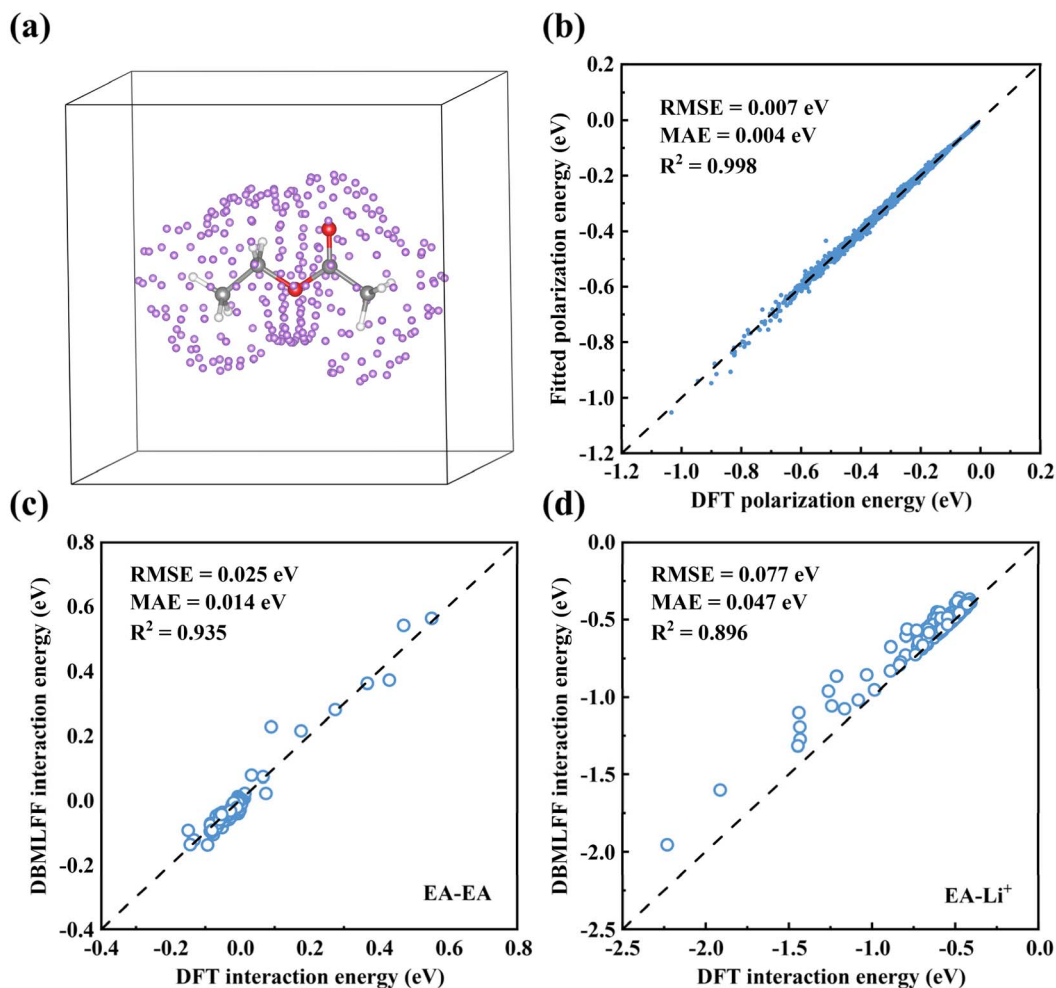 (a)
(b)
RMSE = 0.007 eV
MAE = 0.004 eV
R² = 0.998
Fitted polarization energy (eV)
0.2
0.0
-0.2
-0.4
-0.6
-0.8
-1.0
-1.2
-1.2 -1.0 -0.8 -0.6 -0.4 -0.2 0.0 0.2
DFT polarization energy (eV)
(c)
RMSE = 0.025 eV
MAE = 0.014 eV
R² = 0.935
DBMLFF interaction energy (eV)
0.8
0.6
0.4
0.2
0.0
-0.2
-0.4
EA-EA
-0.4 -0.2 0.0 0.2 0.4 0.6 0.8
DFT interaction energy (eV)
(d)
RMSE = 0.077 eV
MAE = 0.047 eV
R² = 0.896
DBMLFF interaction energy (eV)
0.0
-0.5
-1.0
-1.5
-2.0
-2.5
EA-Li⁺
-2.5 -2.0 -1.5 -1.0 -0.5 0.0
DFT interaction energy (eV)